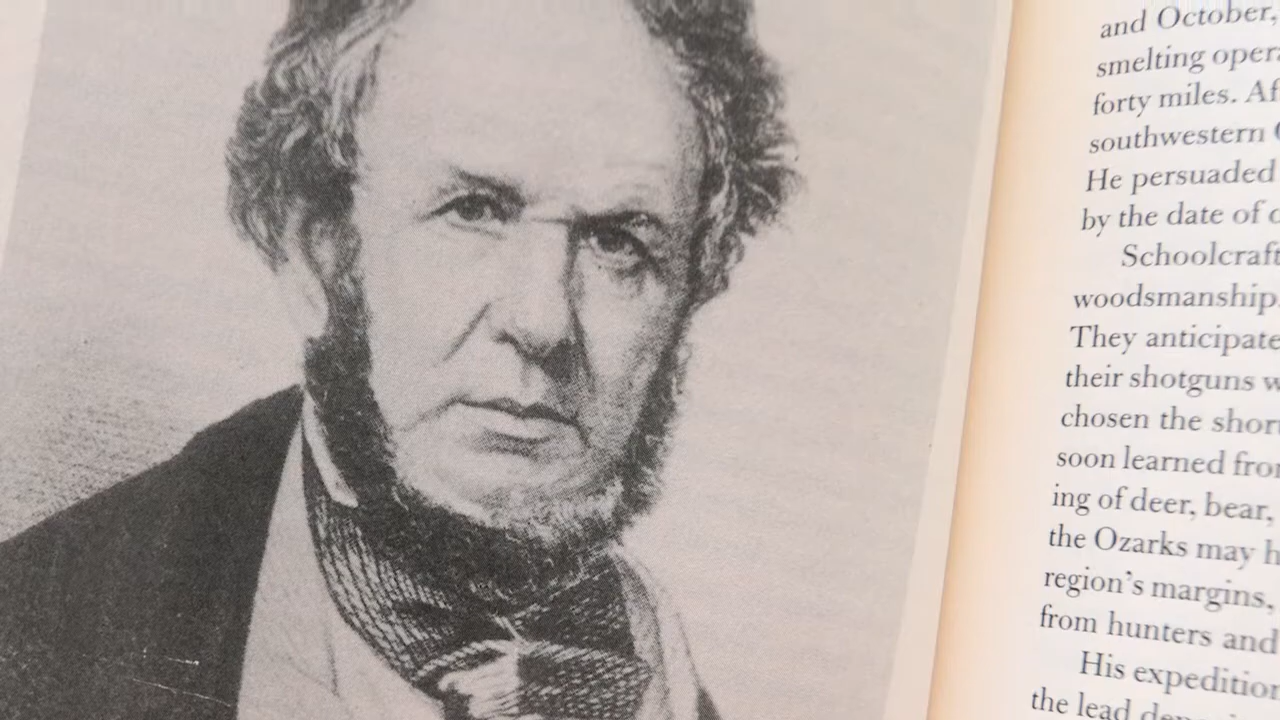 and October,
smelting oper
forty miles. Af
southwestern
He persuaded
by the date of
Schoolcraft
woodsmanship
They anticipate
their shotguns w
chosen the shor
soon learned fro
ing of deer, bear,
the Ozarks may h
region's margins,
from hunters and
His expedition
the lead